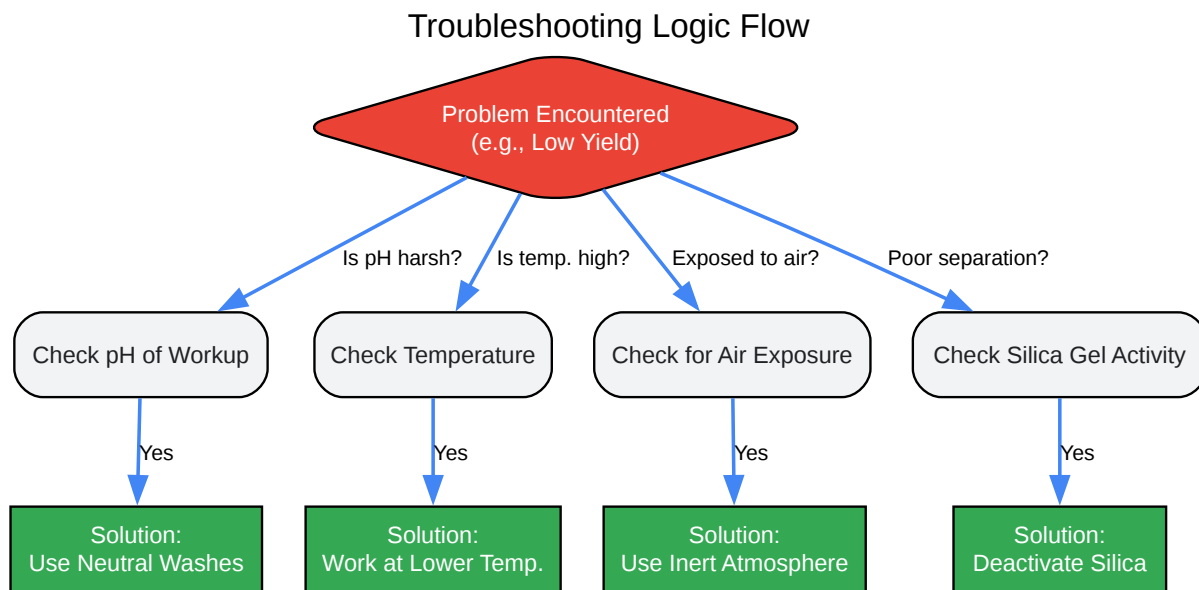 Troubleshooting Logic Flow
Problem Encountered
(e.g., Low Yield)
Is pH harsh?
Is temp. high?
Exposed to air?
Poor separation?
Check pH of Workup
Check Temperature
Check for Air Exposure
Check Silica Gel Activity
Yes
Yes
Yes
Yes
Solution:
Use Neutral Washes
Solution:
Work at Lower Temp.
Solution:
Use Inert Atmosphere
Solution:
Deactivate Silica